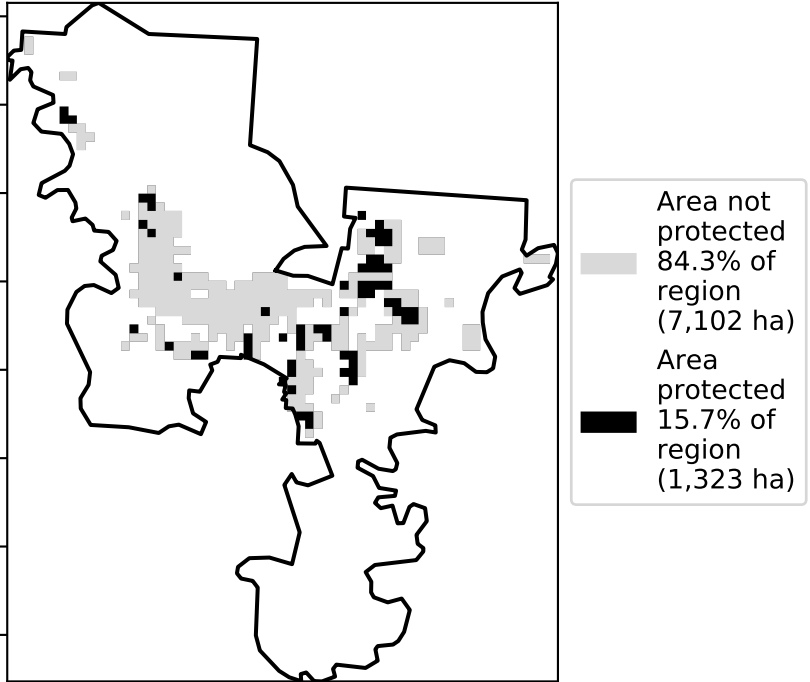 Area not
protected
84.3% of
region
(7,102 ha)
Area
protected
15.7% of
region
(1,323 ha)